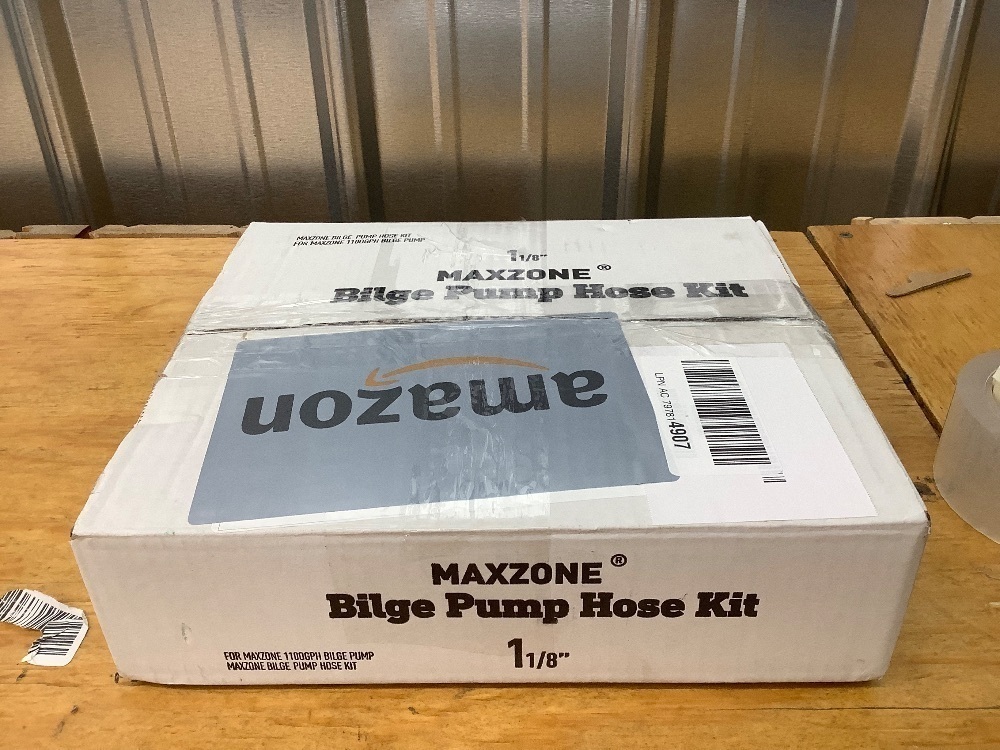 MAXZONE BILGE PUMP HOSE KIT
FOR MAXZONE 1100GPH BILGE PUMP
1 1/8"
MAXZONE ®
Bilge Pump Hose Kit
amazon
LPN AC 797814907
MAXZONE ®
Bilge Pump Hose Kit
1 1/8"
FOR MAXZONE 1100GPH BILGE PUMP
MAXZONE BILGE PUMP HOSE KIT